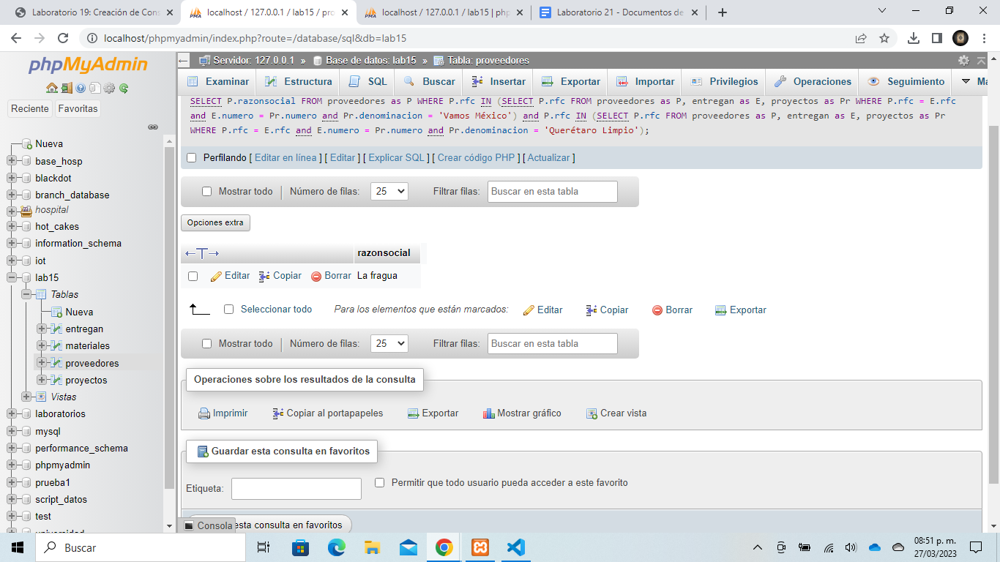 Laboratorio 19: Creación de Cons
localhost / 127.0.0.1 / lab15 / pro
localhost / 127.0.0.1 / lab15 | php
Laboratorio 21 - Documentos de
localhost/phpmyadmin/index.php?route=/database/sql&db=lab15
phpMyAdmin
Reciente Favoritas
Nueva
base_hosp
blackdot
branch_database
hospital
hot_cakes
information_schema
iot
lab15
Tablas
Nueva
entregan
materiales
proveedores
proyectos
Vistas
laboratorios
mysql
performance_schema
phpmyadmin
prueba1
script_datos
test
universidad
Servidor: 127.0.0.1 » Base de datos: lab15 » Tabla: proveedores
Examinar Estructura SQL Buscar Insertar Exportar Importar Privilegios Operaciones Seguimiento Ma
SELECT P.razonsocial FROM proveedores as P WHERE P.rfc IN (SELECT P.rfc FROM proveedores as P, entregan as E, proyectos as Pr WHERE P.rfc = E.rfc
and E.numero = Pr.numero and Pr.denominacion = 'Vamos México') and P.rfc IN (SELECT P.rfc FROM proveedores as P, entregan as E, proyectos as Pr
WHERE P.rfc = E.rfc and E.numero = Pr.numero and Pr.denominacion = 'Querétaro Limpio');
Perfilando [ Editar en línea ] [ Editar ] [ Explicar SQL ] [ Crear código PHP ] [ Actualizar ]
Mostrar todo | Número de filas: 25 Filtrar filas: Buscar en esta tabla
Opciones extra
←T→ razonsocial
Editar Copiar Borrar La fragua
Seleccionar todo Para los elementos que están marcados: Editar Copiar Borrar Exportar
Mostrar todo | Número de filas: 25 Filtrar filas: Buscar en esta tabla
Operaciones sobre los resultados de la consulta
Imprimir Copiar al portapapeles Exportar Mostrar gráfico Crear vista
Guardar esta consulta en favoritos
Etiqueta: Permitir que todo usuario pueda acceder a este favorito
Consola esta consulta en favoritos
Buscar
08:51 p. m.
27/03/2023